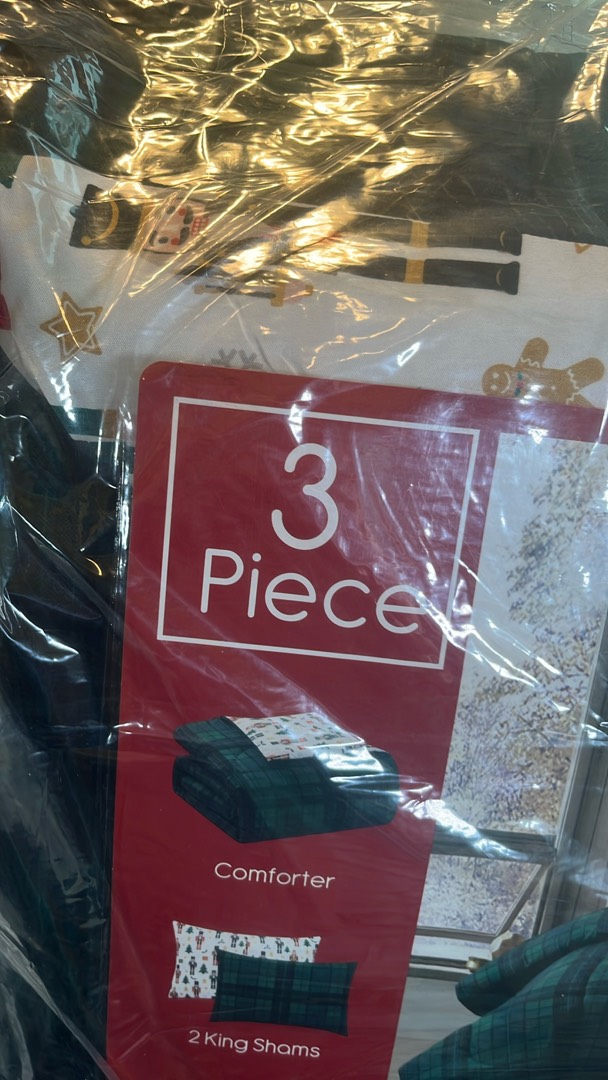 3
Piece
Comforter
2 King Shams